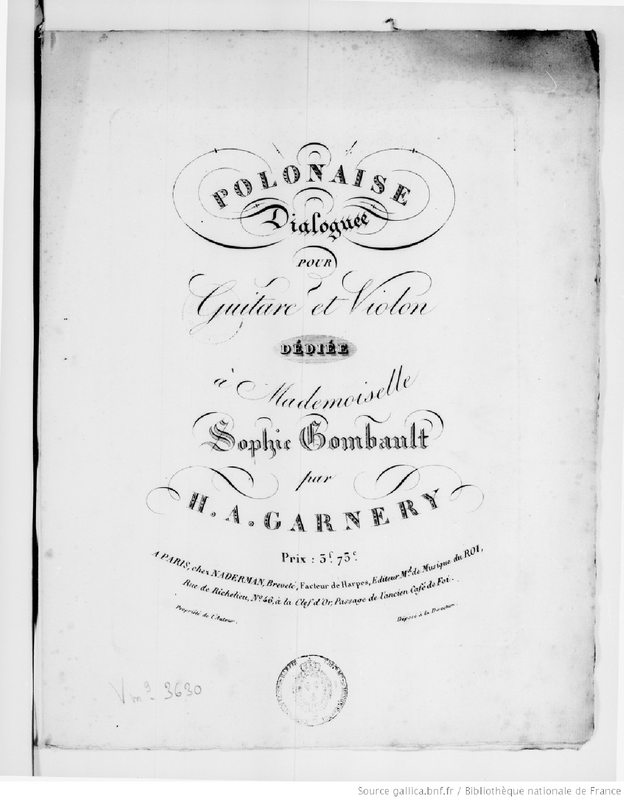 POLONAISE
Dialoguée
POUR
Guitare et Violon
DÉDIÉE
à Mademoiselle
Sophie Gombault
par
H. A. GARNERY
Prix : 3f 75c
A PARIS, chez NADERMAN, Breveté, Facteur de Harpes, Editeur Md de Musique du ROI,
Rue de Richelieu, No 46, à la Clef d'Or, Passage de l'ancien Café de Foi.
Propriété de l'Auteur.
Déposé à la Direction.
Vm9 3630
Source gallica.bnf.fr / Bibliothèque nationale de France